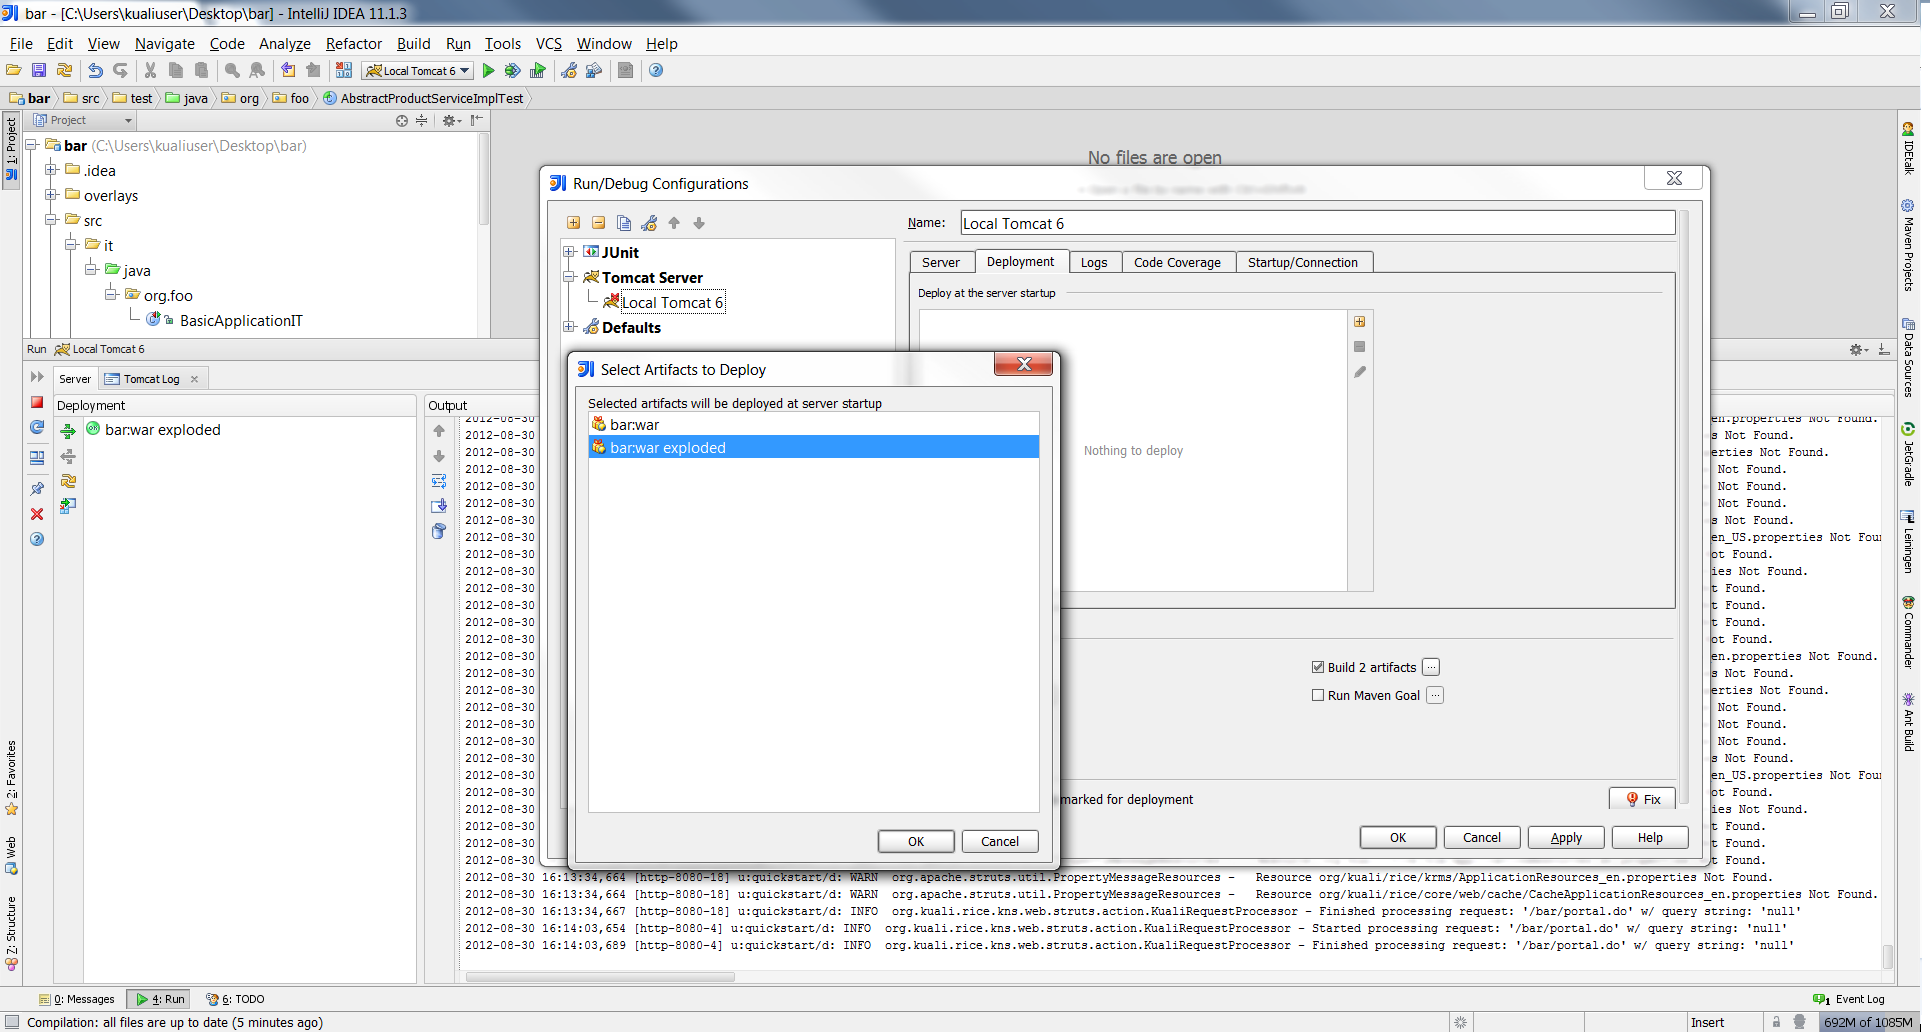 bar - [C:\Users\kualiuser\Desktop\bar] - IntelliJ IDEA 11.1.3
File Edit View Navigate Code Analyze Refactor Build Run Tools VCS Window Help
Local Tomcat 6
bar src test java org foo AbstractProductServiceImplTest
Project
1: Project
bar (C:\Users\kualiuser\Desktop\bar)
.idea
overlays
src
it
java
org.foo
BasicApplicationIT
No files are open
Run Local Tomcat 6
Server Tomcat Log
Deployment
bar:war exploded
Output
Run/Debug Configurations
JUnit
Tomcat Server
Local Tomcat 6
Defaults
Name: Local Tomcat 6
Server Deployment Logs Code Coverage Startup/Connection
Deploy at the server startup
Nothing to deploy
Build 2 artifacts
Run Maven Goal
marked for deployment
Fix
OK Cancel Apply Help
Select Artifacts to Deploy
Selected artifacts will be deployed at server startup
bar:war
bar:war exploded
OK Cancel
2012-08-30 en.properties Not Found.
2012-08-30 s Not Found.
2012-08-30 erties Not Found.
2012-08-30 Not Found.
2012-08-30 ies Not Found.
2012-08-30 Not Found.
2012-08-30 s Not Found.
2012-08-30 en_US.properties Not Fou
2012-08-30 ot Found.
2012-08-30 ies Not Found.
2012-08-30 t Found.
2012-08-30 t Found.
2012-08-30 t Found.
2012-08-30 ot Found.
2012-08-30 en.properties Not Found.
2012-08-30 s Not Found.
2012-08-30 erties Not Found.
2012-08-30 Not Found.
2012-08-30 Not Found.
2012-08-30 Not Found.
2012-08-30 s Not Found.
2012-08-30 en_US.properties Not Fou
2012-08-30 ot Found.
2012-08-30 ies Not Found.
2012-08-30 t Found.
2012-08-30 t Found.
2012-08-30 t Found.
2012-08-30 16:13:34,664 [http-8080-18] u:quickstart/d: WARN org.apache.struts.util.PropertyMessageResources - Resource org/kuali/rice/krms/ApplicationResources_en.properties Not Found.
2012-08-30 16:13:34,664 [http-8080-18] u:quickstart/d: WARN org.apache.struts.util.PropertyMessageResources - Resource org/kuali/rice/core/web/cache/CacheApplicationResources_en.properties Not Found.
2012-08-30 16:13:34,667 [http-8080-18] u:quickstart/d: INFO org.kuali.rice.kns.web.struts.action.KualiRequestProcessor - Finished processing request: '/bar/portal.do' w/ query string: 'null'
2012-08-30 16:14:03,654 [http-8080-4] u:quickstart/d: INFO org.kuali.rice.kns.web.struts.action.KualiRequestProcessor - Started processing request: '/bar/portal.do' w/ query string: 'null'
2012-08-30 16:14:03,689 [http-8080-4] u:quickstart/d: INFO org.kuali.rice.kns.web.struts.action.KualiRequestProcessor - Finished processing request: '/bar/portal.do' w/ query string: 'null'
2: Favorites
Web
Z: Structure
IDEtalk
Maven Projects
Data Sources
JetGradle
Leiningen
Commander
Ant Build
0: Messages 4: Run 6: TODO
1 Event Log
Compilation: all files are up to date (5 minutes ago)
Insert
692M of 1085M